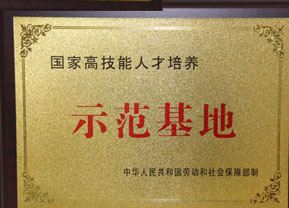 国家高技能人才培养
示范基地
中华人民共和国劳动和社会保障部制